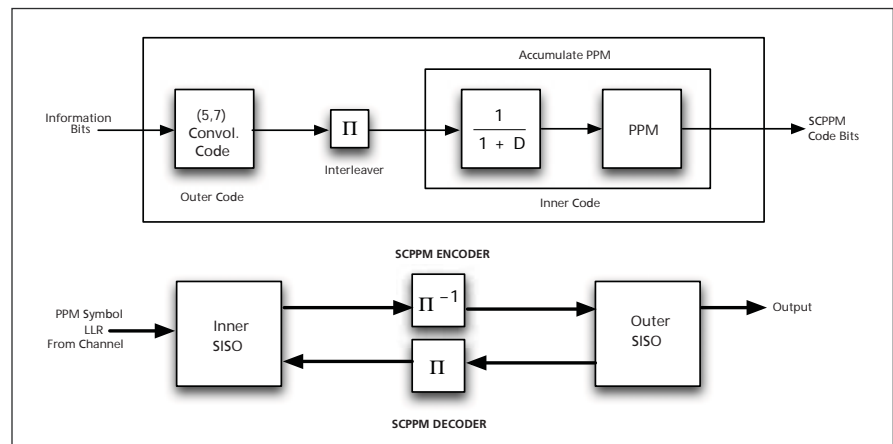 Accumulate PPM
Information
Bits
(5,7)
Convol.
Code
Π
1
1 + D
PPM
SCPPM
Code Bits
Interleaver
Outer Code
Inner Code
SCPPM ENCODER
PPM Symbol
LLR
From Channel
Inner
SISO
Π -1
Π
Outer
SISO
Output
SCPPM DECODER